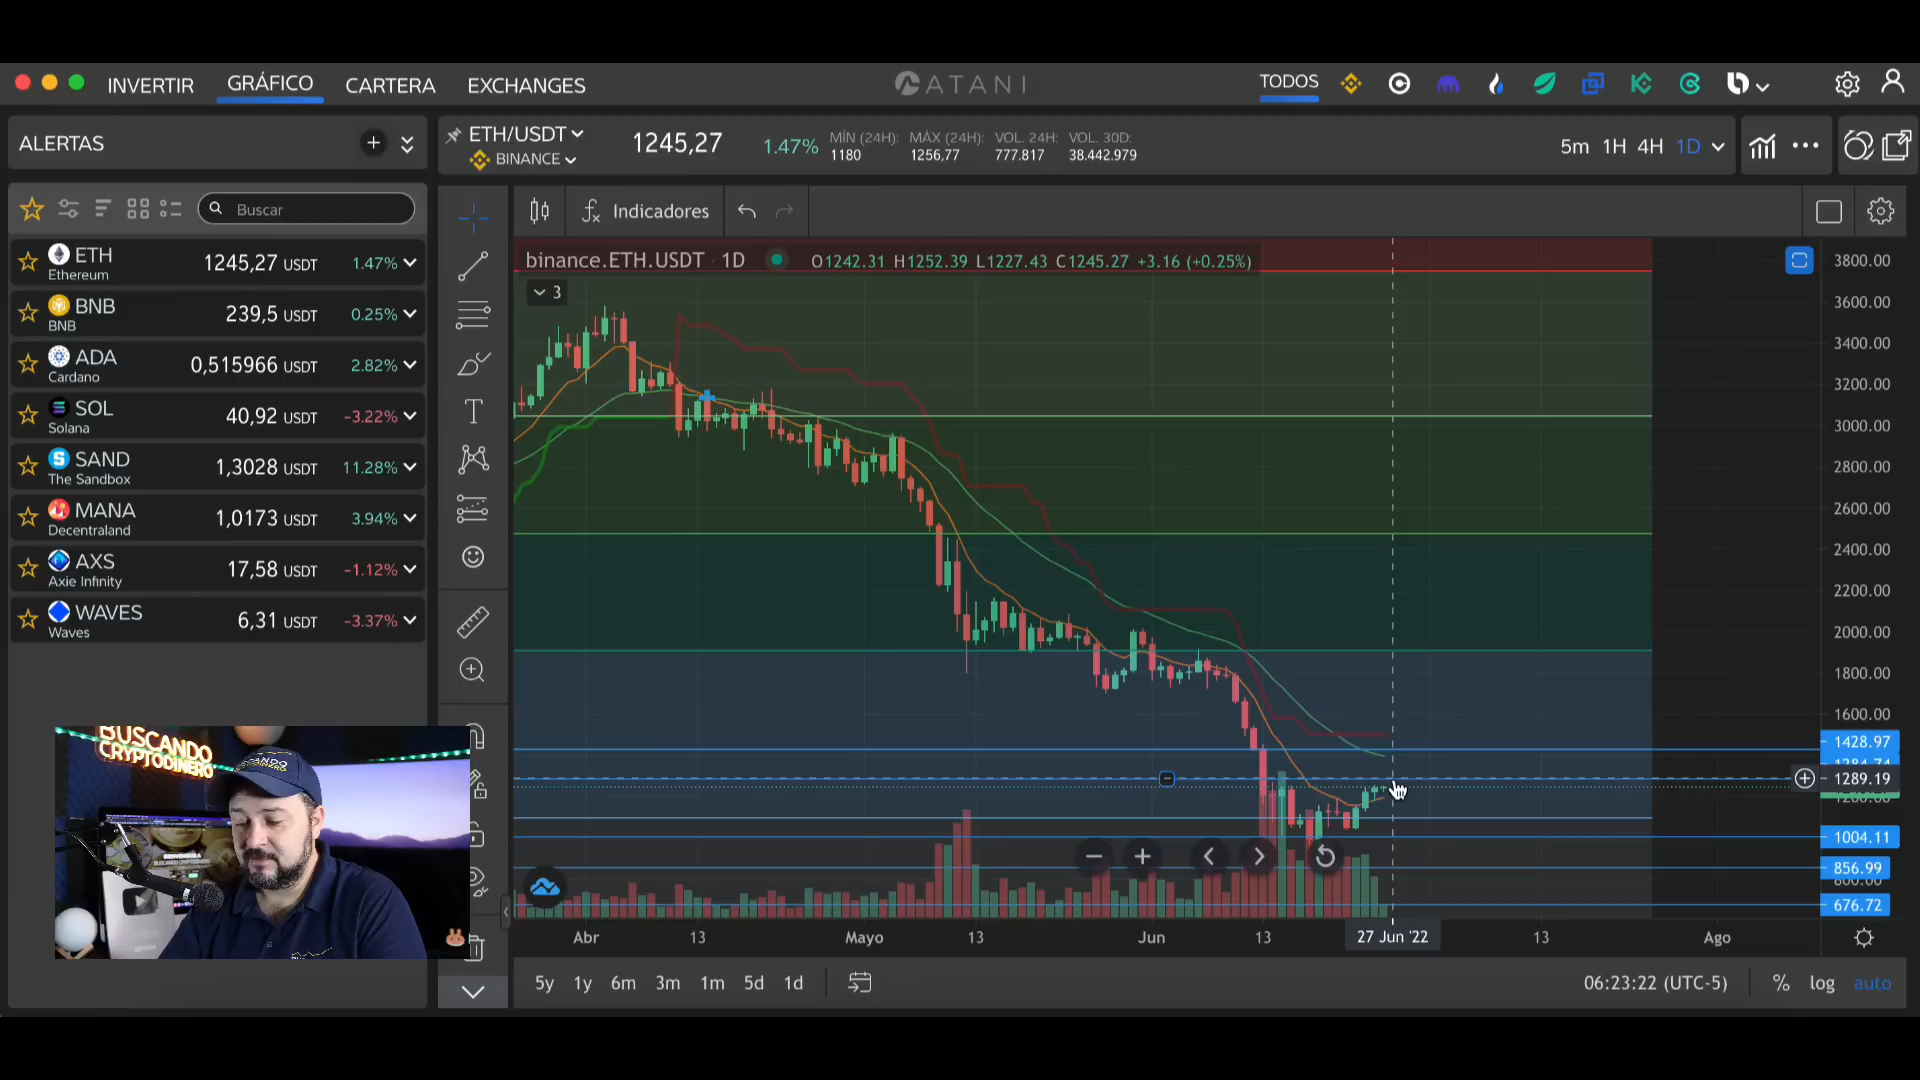 INVERTIR GRÁFICO CARTERA EXCHANGES ATANI TODOS
ALERTAS
ETH/USDT
BINANCE
1245,27
1.47%
MÍN (24H):
1180
MÁX (24H):
1256,77
VOL. 24H:
777.817
VOL. 30D:
38.442.979
5m 1H 4H 1D
Buscar
Indicadores
ETH
Ethereum
1245,27 USDT 1.47%
BNB
BNB
239,5 USDT 0.25%
ADA
Cardano
0,515966 USDT 2.82%
SOL
Solana
40,92 USDT -3.22%
SAND
The Sandbox
1,3028 USDT 11.28%
MANA
Decentraland
1,0173 USDT 3.94%
AXS
Axie Infinity
17,58 USDT -1.12%
WAVES
Waves
6,31 USDT -3.37%
binance.ETH.USDT 1D O1242.31 H1252.39 L1227.43 C1245.27 +3.16 (+0.25%)
3
3800.00
3600.00
3400.00
3200.00
3000.00
2800.00
2600.00
2400.00
2200.00
2000.00
1800.00
1600.00
1428.97
1289.19
1004.11
856.99
676.72
Abr 13 Mayo 13 Jun 13 27 Jun '22 13 Ago
5y 1y 6m 3m 1m 5d 1d
06:23:22 (UTC-5) % log auto
BUSCANDO
CRYPTODINERO